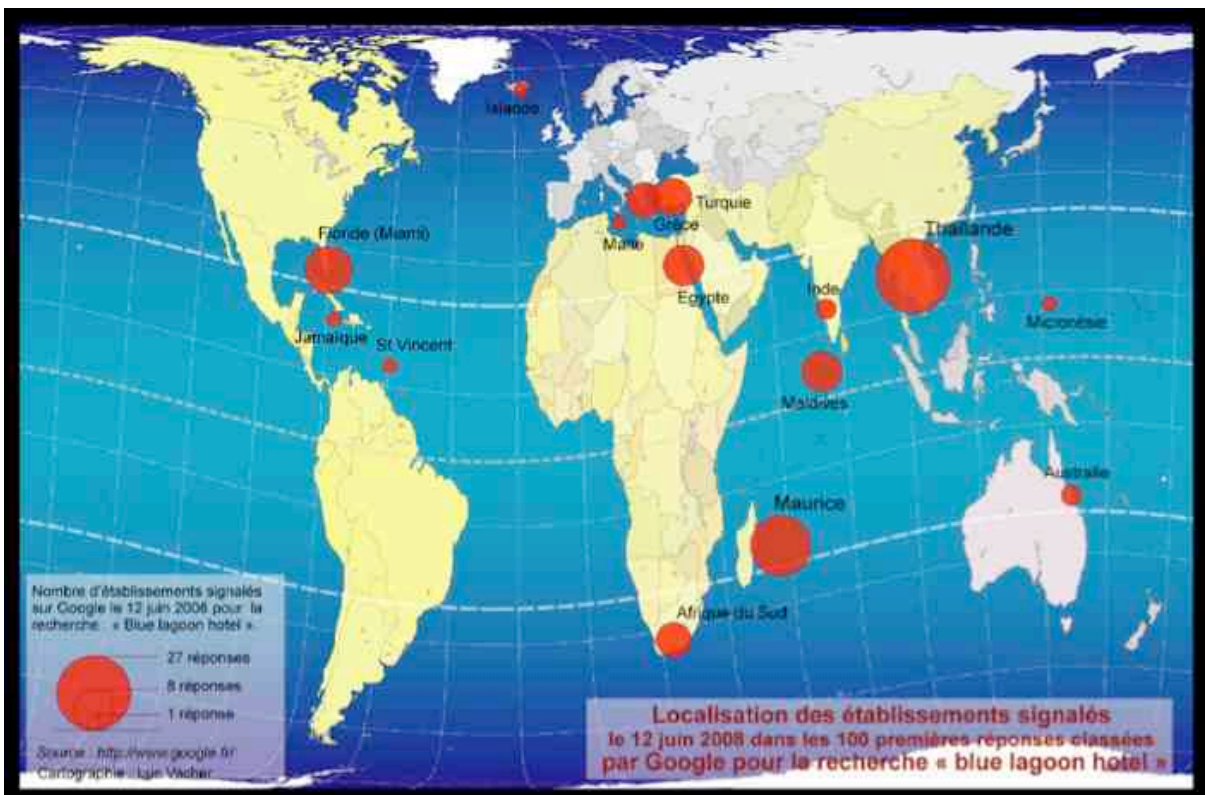 Islande
Turquie
Grèce
Malte
Floride (Miami)
Thaïlande
Egypte
Inde
Micronésie
Jamaïque
St Vincent
Maldives
Australie
Maurice
Afrique du Sud
Nombre d'établissements signalés
sur Google le 12 juin 2008 pour la
recherche « Blue lagoon hotel »
27 réponses
8 réponses
1 réponse
Source : http://www.google.fr/
Cartographie : Luc Vacher
Localisation des établissements signalés
le 12 juin 2008 dans les 100 premières réponses classées
par Google pour la recherche « blue lagoon hotel »